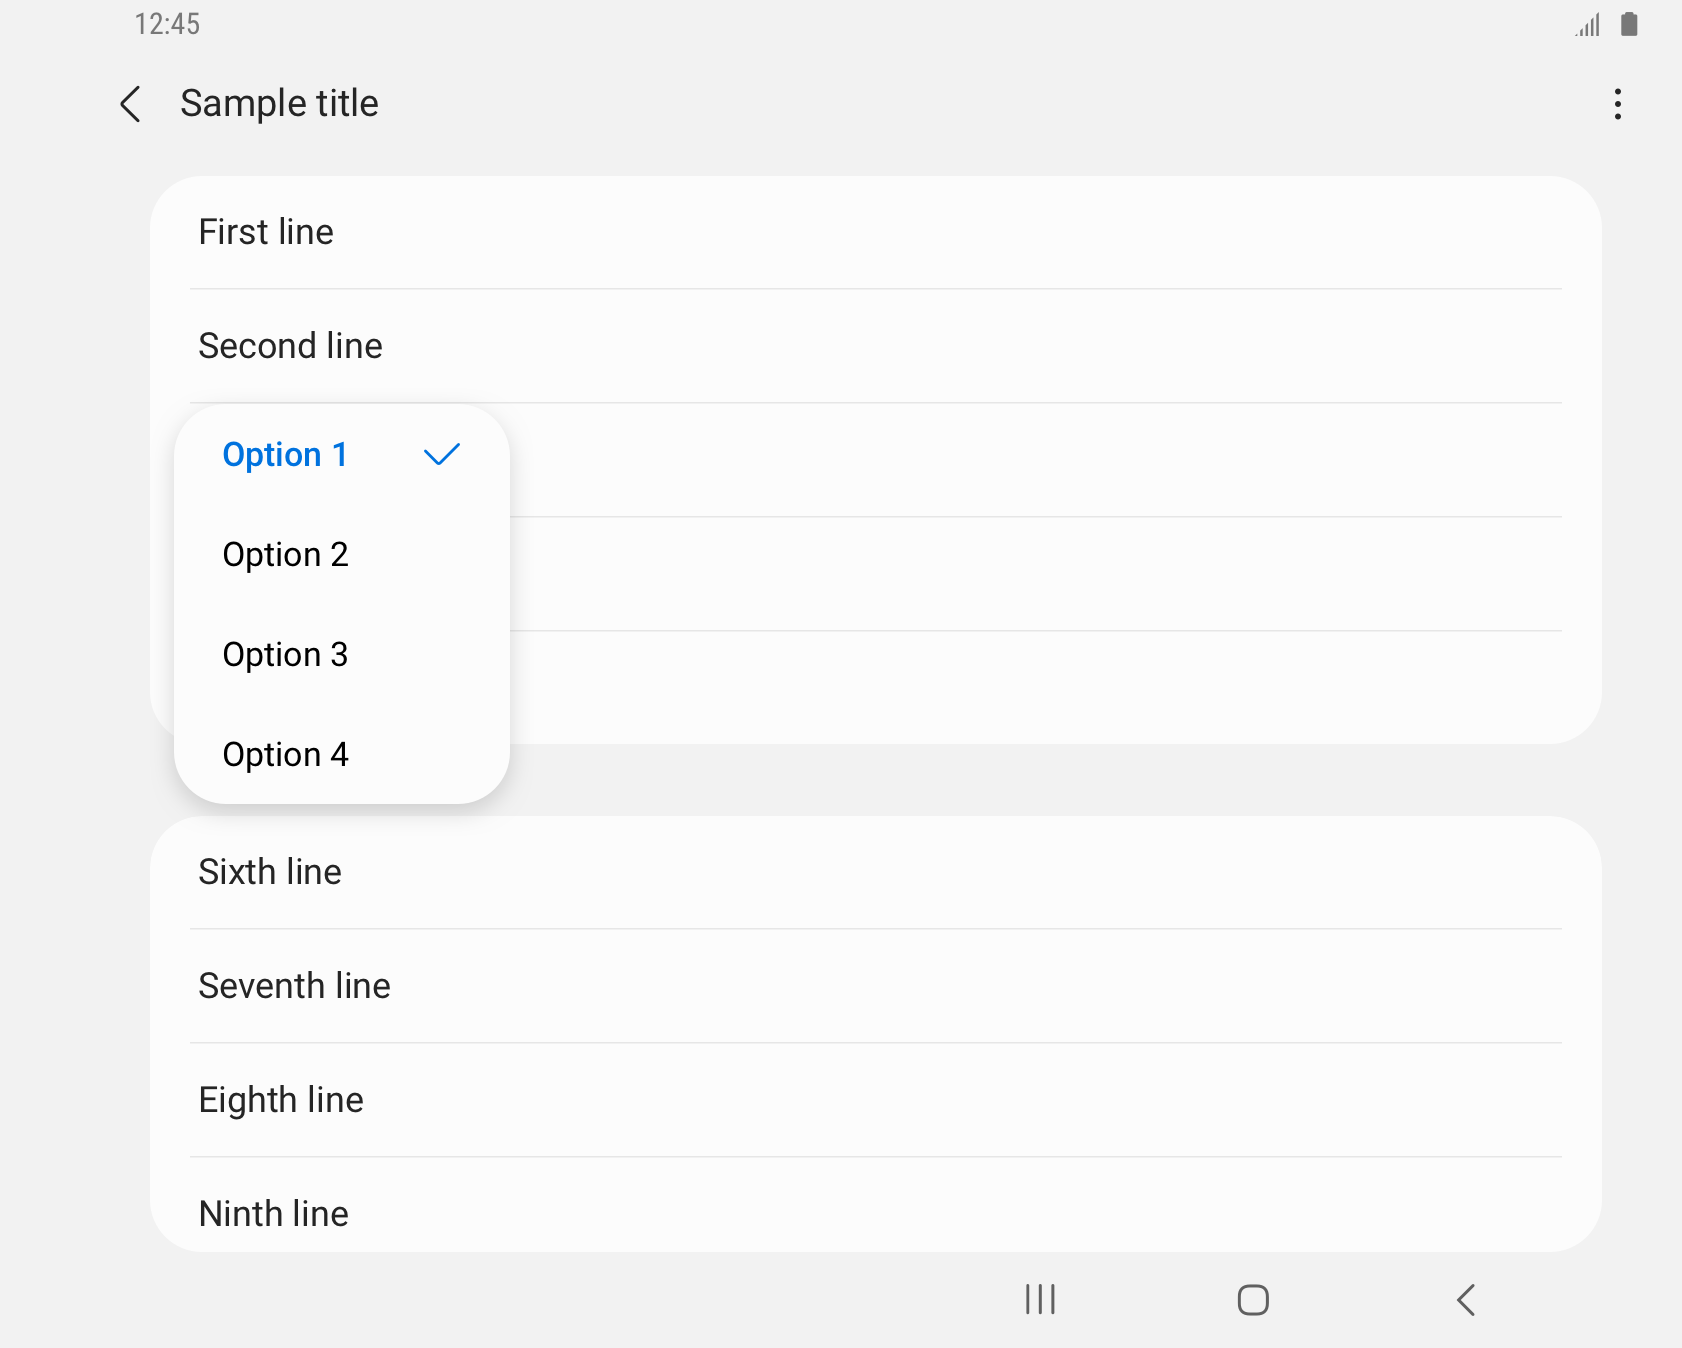 12:45
Sample title
First line
Second line
Option 1
Option 2
Option 3
Option 4
Sixth line
Seventh line
Eighth line
Ninth line